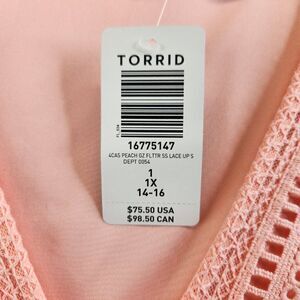 TORRID
16775147
4CAS PEACH OZ FLTTR SS LACE UP S
DEPT 0054
1
1X
14-16
$75.50 USA
$98.50 CAN